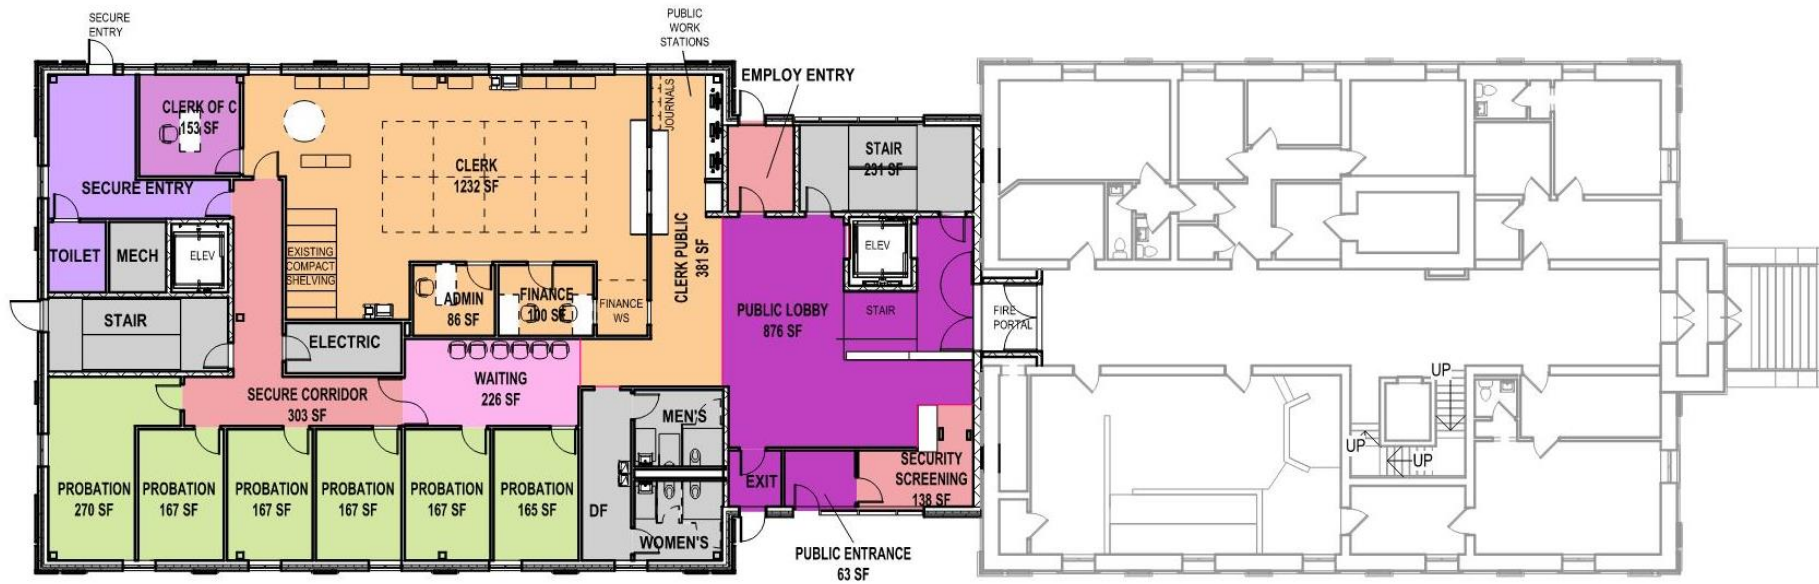 SECURE
ENTRY
PUBLIC
WORK
STATIONS
EMPLOY ENTRY
JOURNALS
CLERK OF C
153 SF
CLERK
1232 SF
STAIR
231 SF
SECURE ENTRY
TOILET
MECH
ELEV
EXISTING
COMPACT
SHELVING
CLERK PUBLIC
381 SF
ELEV
ADMIN
86 SF
FINANCE
100 SF
FINANCE
WS
PUBLIC LOBBY
876 SF
STAIR
FIRE
PORTAL
STAIR
ELECTRIC
WAITING
226 SF
SECURE CORRIDOR
303 SF
UP
UP
UP
MEN'S
SECURITY
SCREENING
138 SF
EXIT
PROBATION
270 SF
PROBATION
167 SF
PROBATION
167 SF
PROBATION
167 SF
PROBATION
167 SF
PROBATION
165 SF
DF
WOMEN'S
PUBLIC ENTRANCE
63 SF